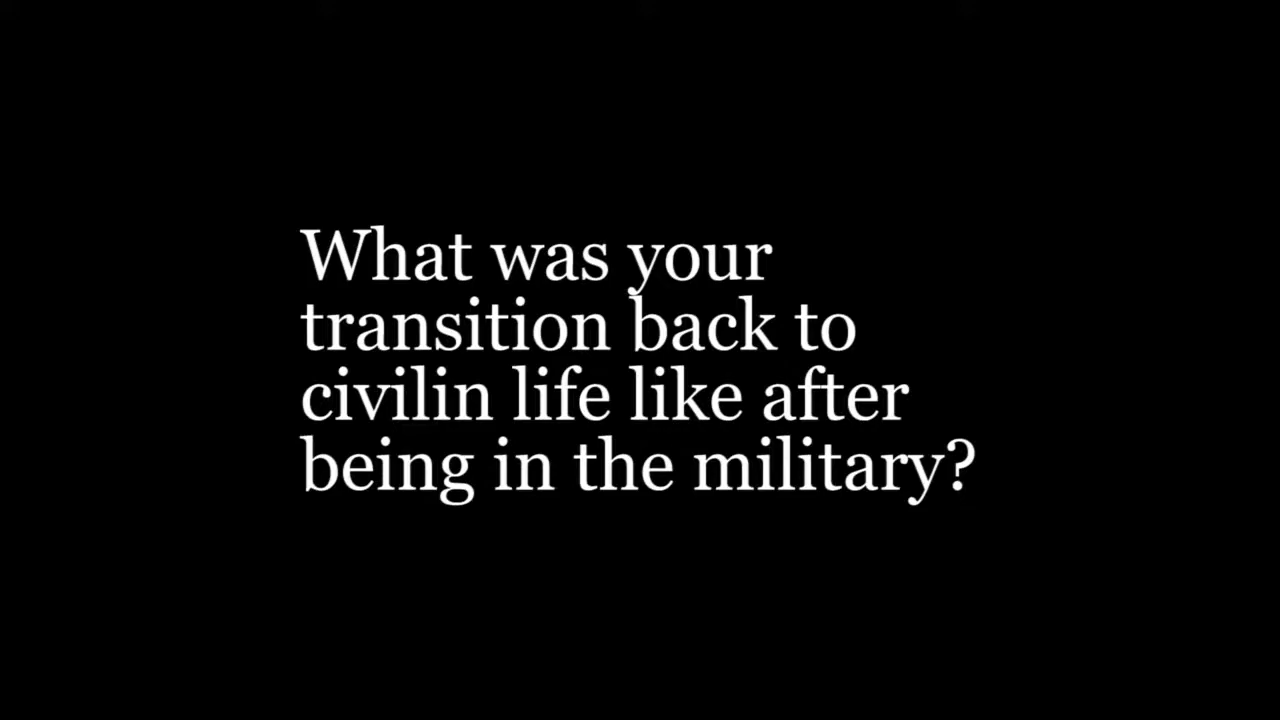 What was your
transition back to
civilin life like after
being in the military?